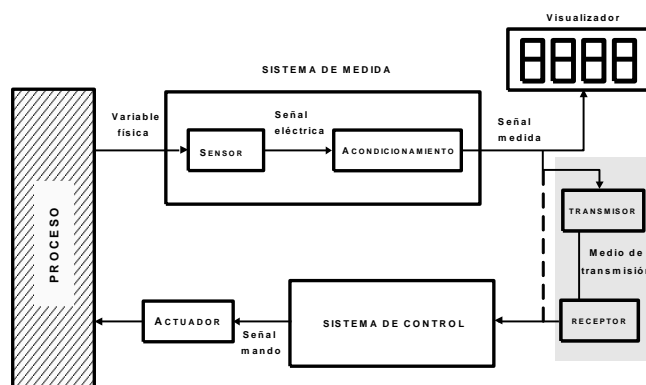 Visualizador
8888
SISTEMA DE MEDIDA
Variable
física
Señal
eléctrica
Señal
medida
SENSOR
ACONDICIONAMIENTO
PROCESO
TRANSMISOR
Medio de
transmisión
ACTUADOR
Señal
mando
SISTEMA DE CONTROL
RECEPTOR